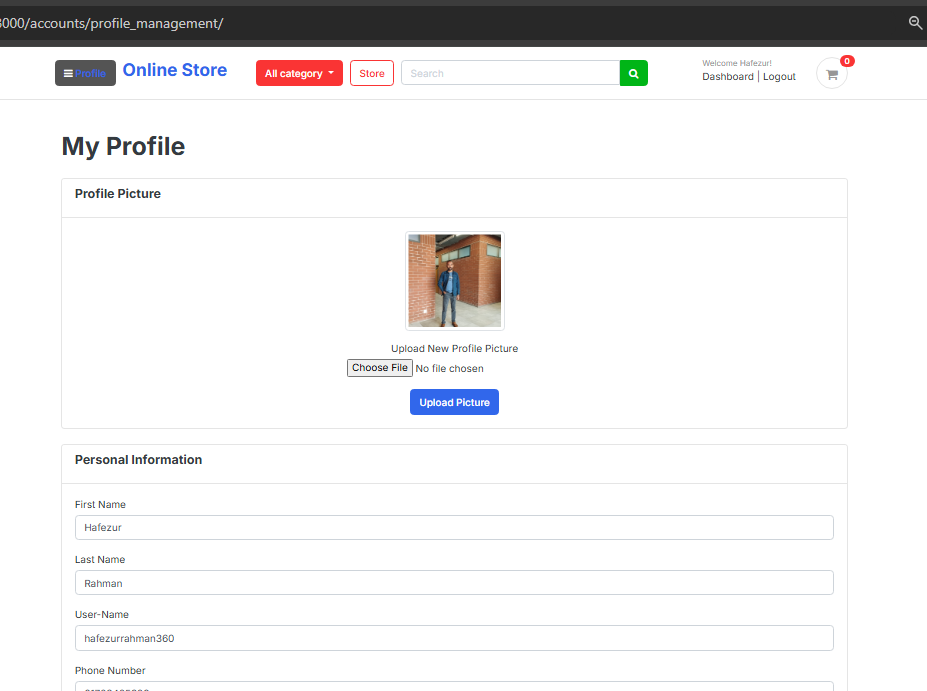 3000/accounts/profile_management/
Profile
Online Store
All category
Store
Search
Welcome Hafezur!
Dashboard | Logout
0
My Profile
Profile Picture
Upload New Profile Picture
Choose File No file chosen
Upload Picture
Personal Information
First Name
Hafezur
Last Name
Rahman
User-Name
hafezurrahman360
Phone Number